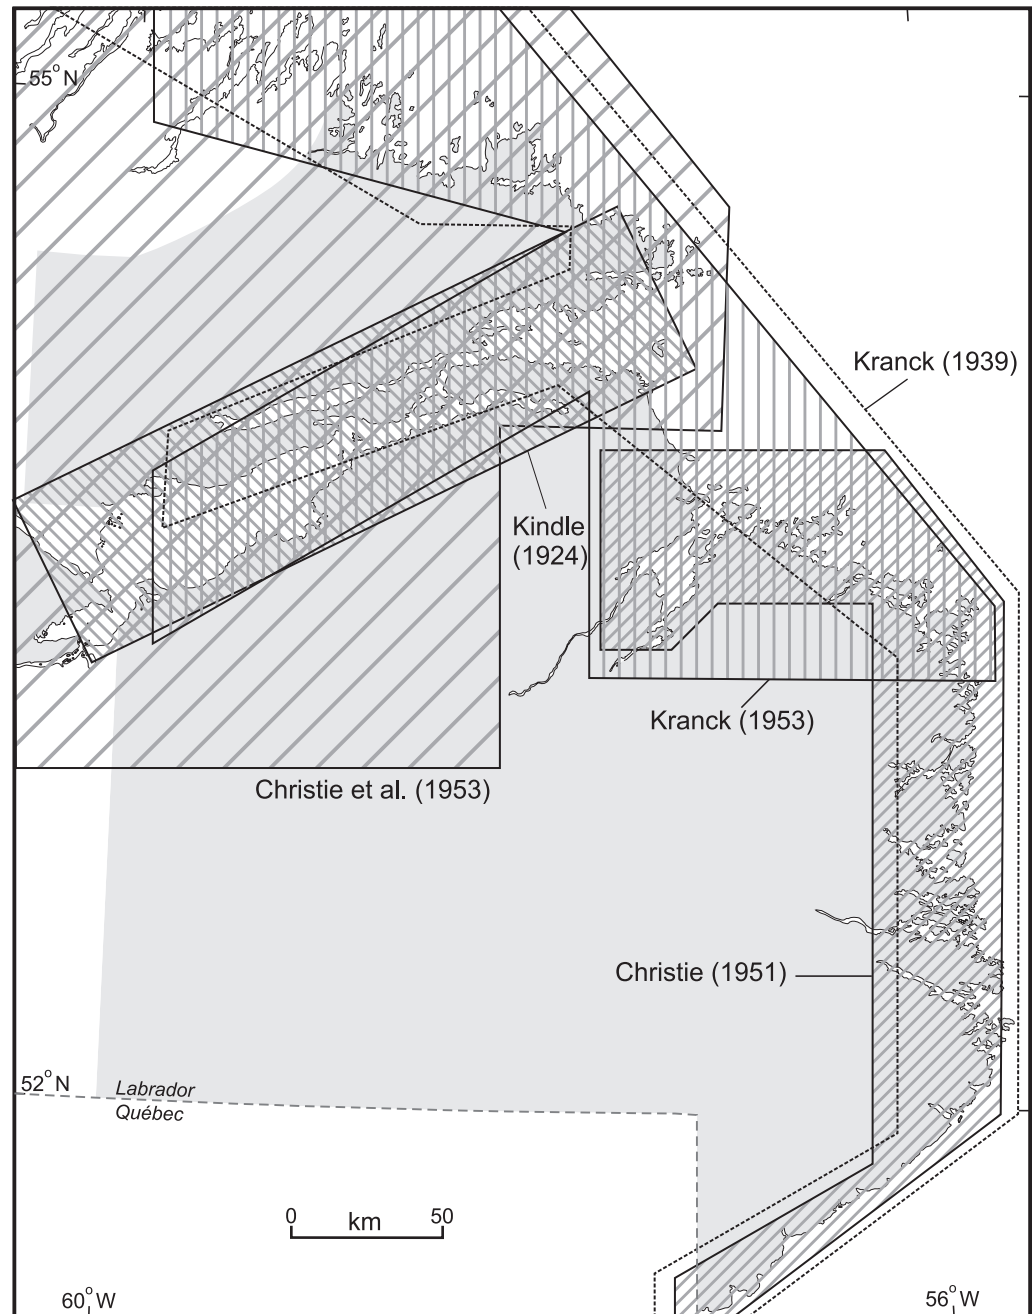 55°N
Kranck (1939)
Kindle
(1924)
Kranck (1953)
Christie et al. (1953)
Christie (1951)
52°N
Labrador
Québec
0 km 50
60°W
56°W